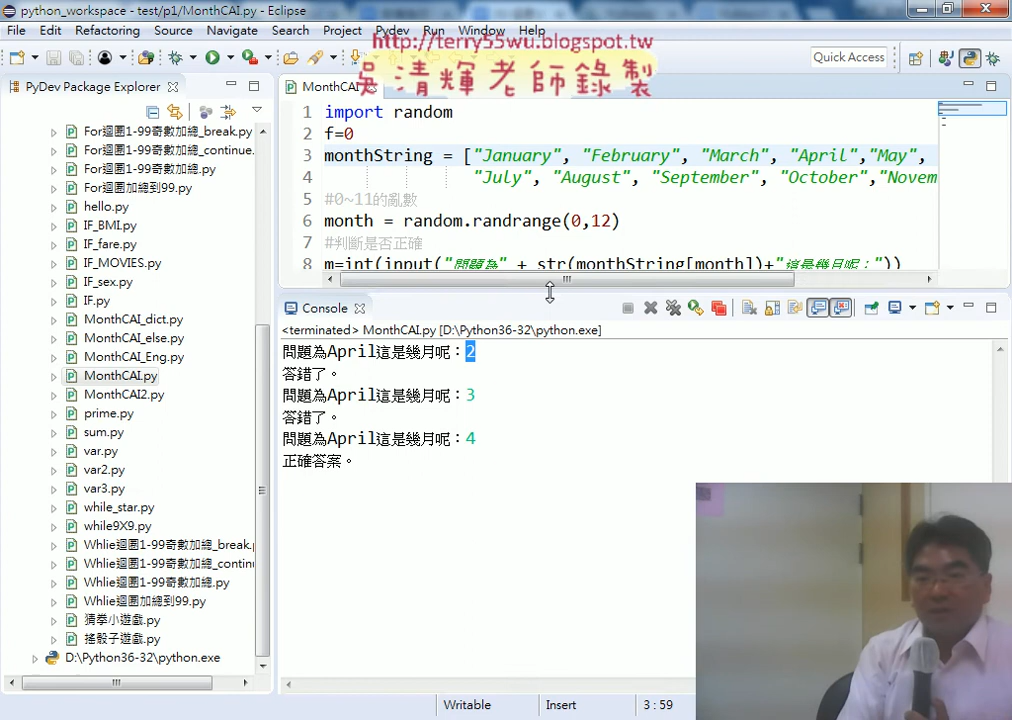 python_workspace - test/p1/MonthCAI.py - Eclipse
File Edit Refactoring Source Navigate Search Project Pydev Run Window Help
http://terry55wu.blogspot.tw
吳清輝老師錄製
Quick Access
PyDev Package Explorer
MonthCAI
For迴圈1-99奇數加總_break.py
For迴圈1-99奇數加總_continue.
For迴圈1-99奇數加總.py
For迴圈加總到99.py
hello.py
IF_BMI.py
IF_fare.py
IF_MOVIES.py
IF_sex.py
IF.py
MonthCAI_dict.py
MonthCAI_else.py
MonthCAI_Eng.py
MonthCAI.py
MonthCAI2.py
prime.py
sum.py
var.py
var2.py
var3.py
while_star.py
while9X9.py
Whlie迴圈1-99奇數加總_break.
Whlie迴圈1-99奇數加總_contin
Whlie迴圈1-99奇數加總.py
Whlie迴圈加總到99.py
猜拳小遊戲.py
搖骰子遊戲.py
D:\Python36-32\python.exe
1 import random
2 f=0
3 monthString = ["January", "February", "March", "April","May",
4 "July", "August", "September", "October","Novem
5 #0~11的亂數
6 month = random.randrange(0,12)
7 #判斷是否正確
8 m=int(input("問題為" + str(monthString[month])+"這是幾月呢："))
Console
<terminated> MonthCAI.py [D:\Python36-32\python.exe]
問題為April這是幾月呢：2
答錯了。
問題為April這是幾月呢：3
答錯了。
問題為April這是幾月呢：4
正確答案。
Writable Insert 3 : 59